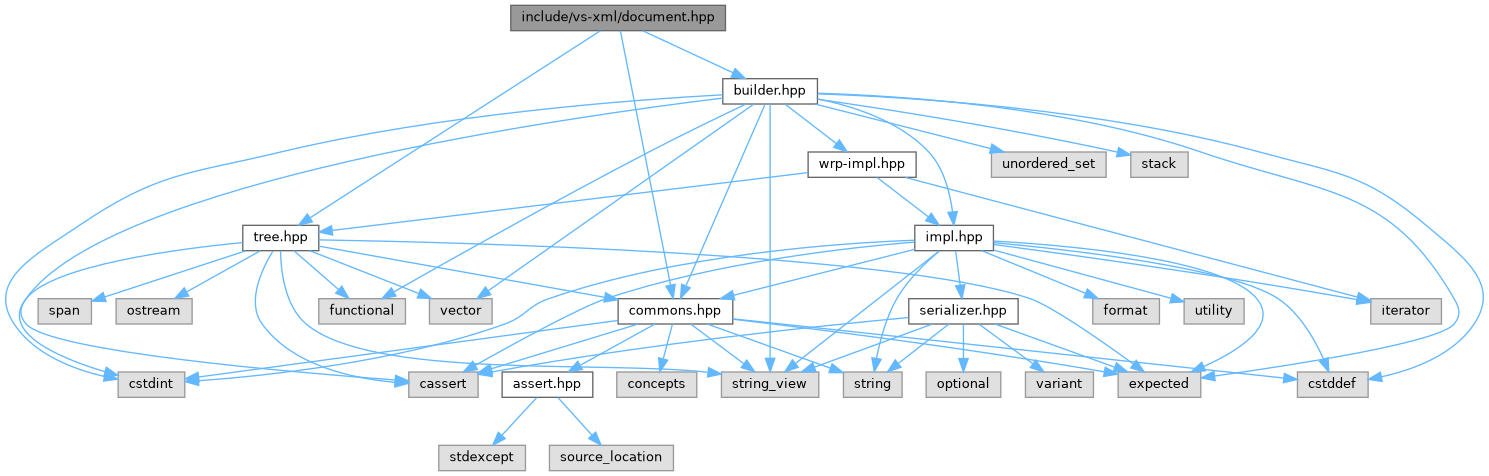 include/vs-xml/document.hpp
builder.hpp
wrp-impl.hpp
unordered_set
stack
tree.hpp
impl.hpp
span
ostream
functional
vector
commons.hpp
serializer.hpp
format
utility
iterator
cstdint
cassert
assert.hpp
concepts
string_view
string
optional
variant
expected
cstddef
stdexcept
source_location